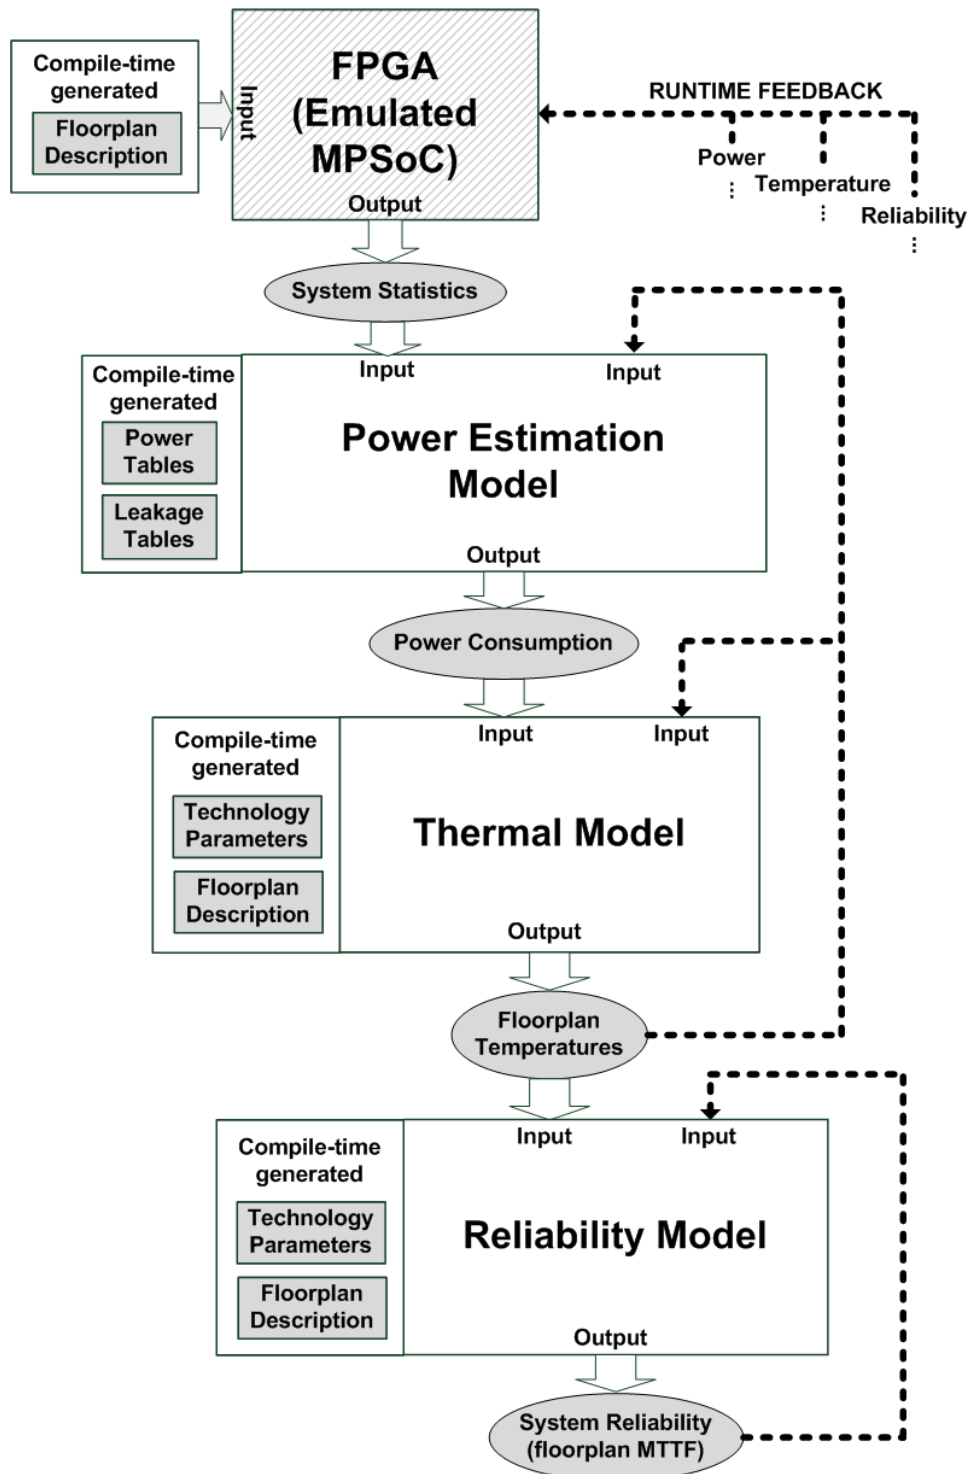 Compile-time
generated
Floorplan
Description
Input
FPGA
(Emulated
MPSoC)
Output
RUNTIME FEEDBACK
Power
...
Temperature
...
Reliability
...
System Statistics
Compile-time
generated
Power
Tables
Leakage
Tables
Input
Input
Power Estimation
Model
Output
Power Consumption
Compile-time
generated
Technology
Parameters
Floorplan
Description
Input
Input
Thermal Model
Output
Floorplan
Temperatures
Compile-time
generated
Technology
Parameters
Floorplan
Description
Input
Input
Reliability Model
Output
System Reliability
(floorplan MTTF)